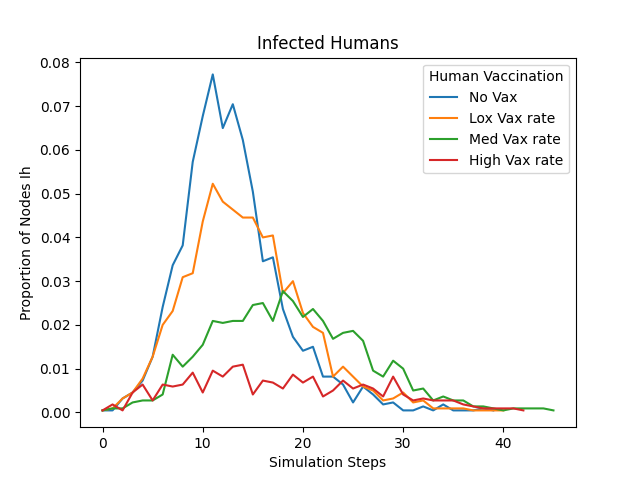 Infected Humans
Human Vaccination
No Vax
Lox Vax rate
Med Vax rate
High Vax rate
Proportion of Nodes Ih
0.08
0.07
0.06
0.05
0.04
0.03
0.02
0.01
0.00
0
10
20
30
40
Simulation Steps